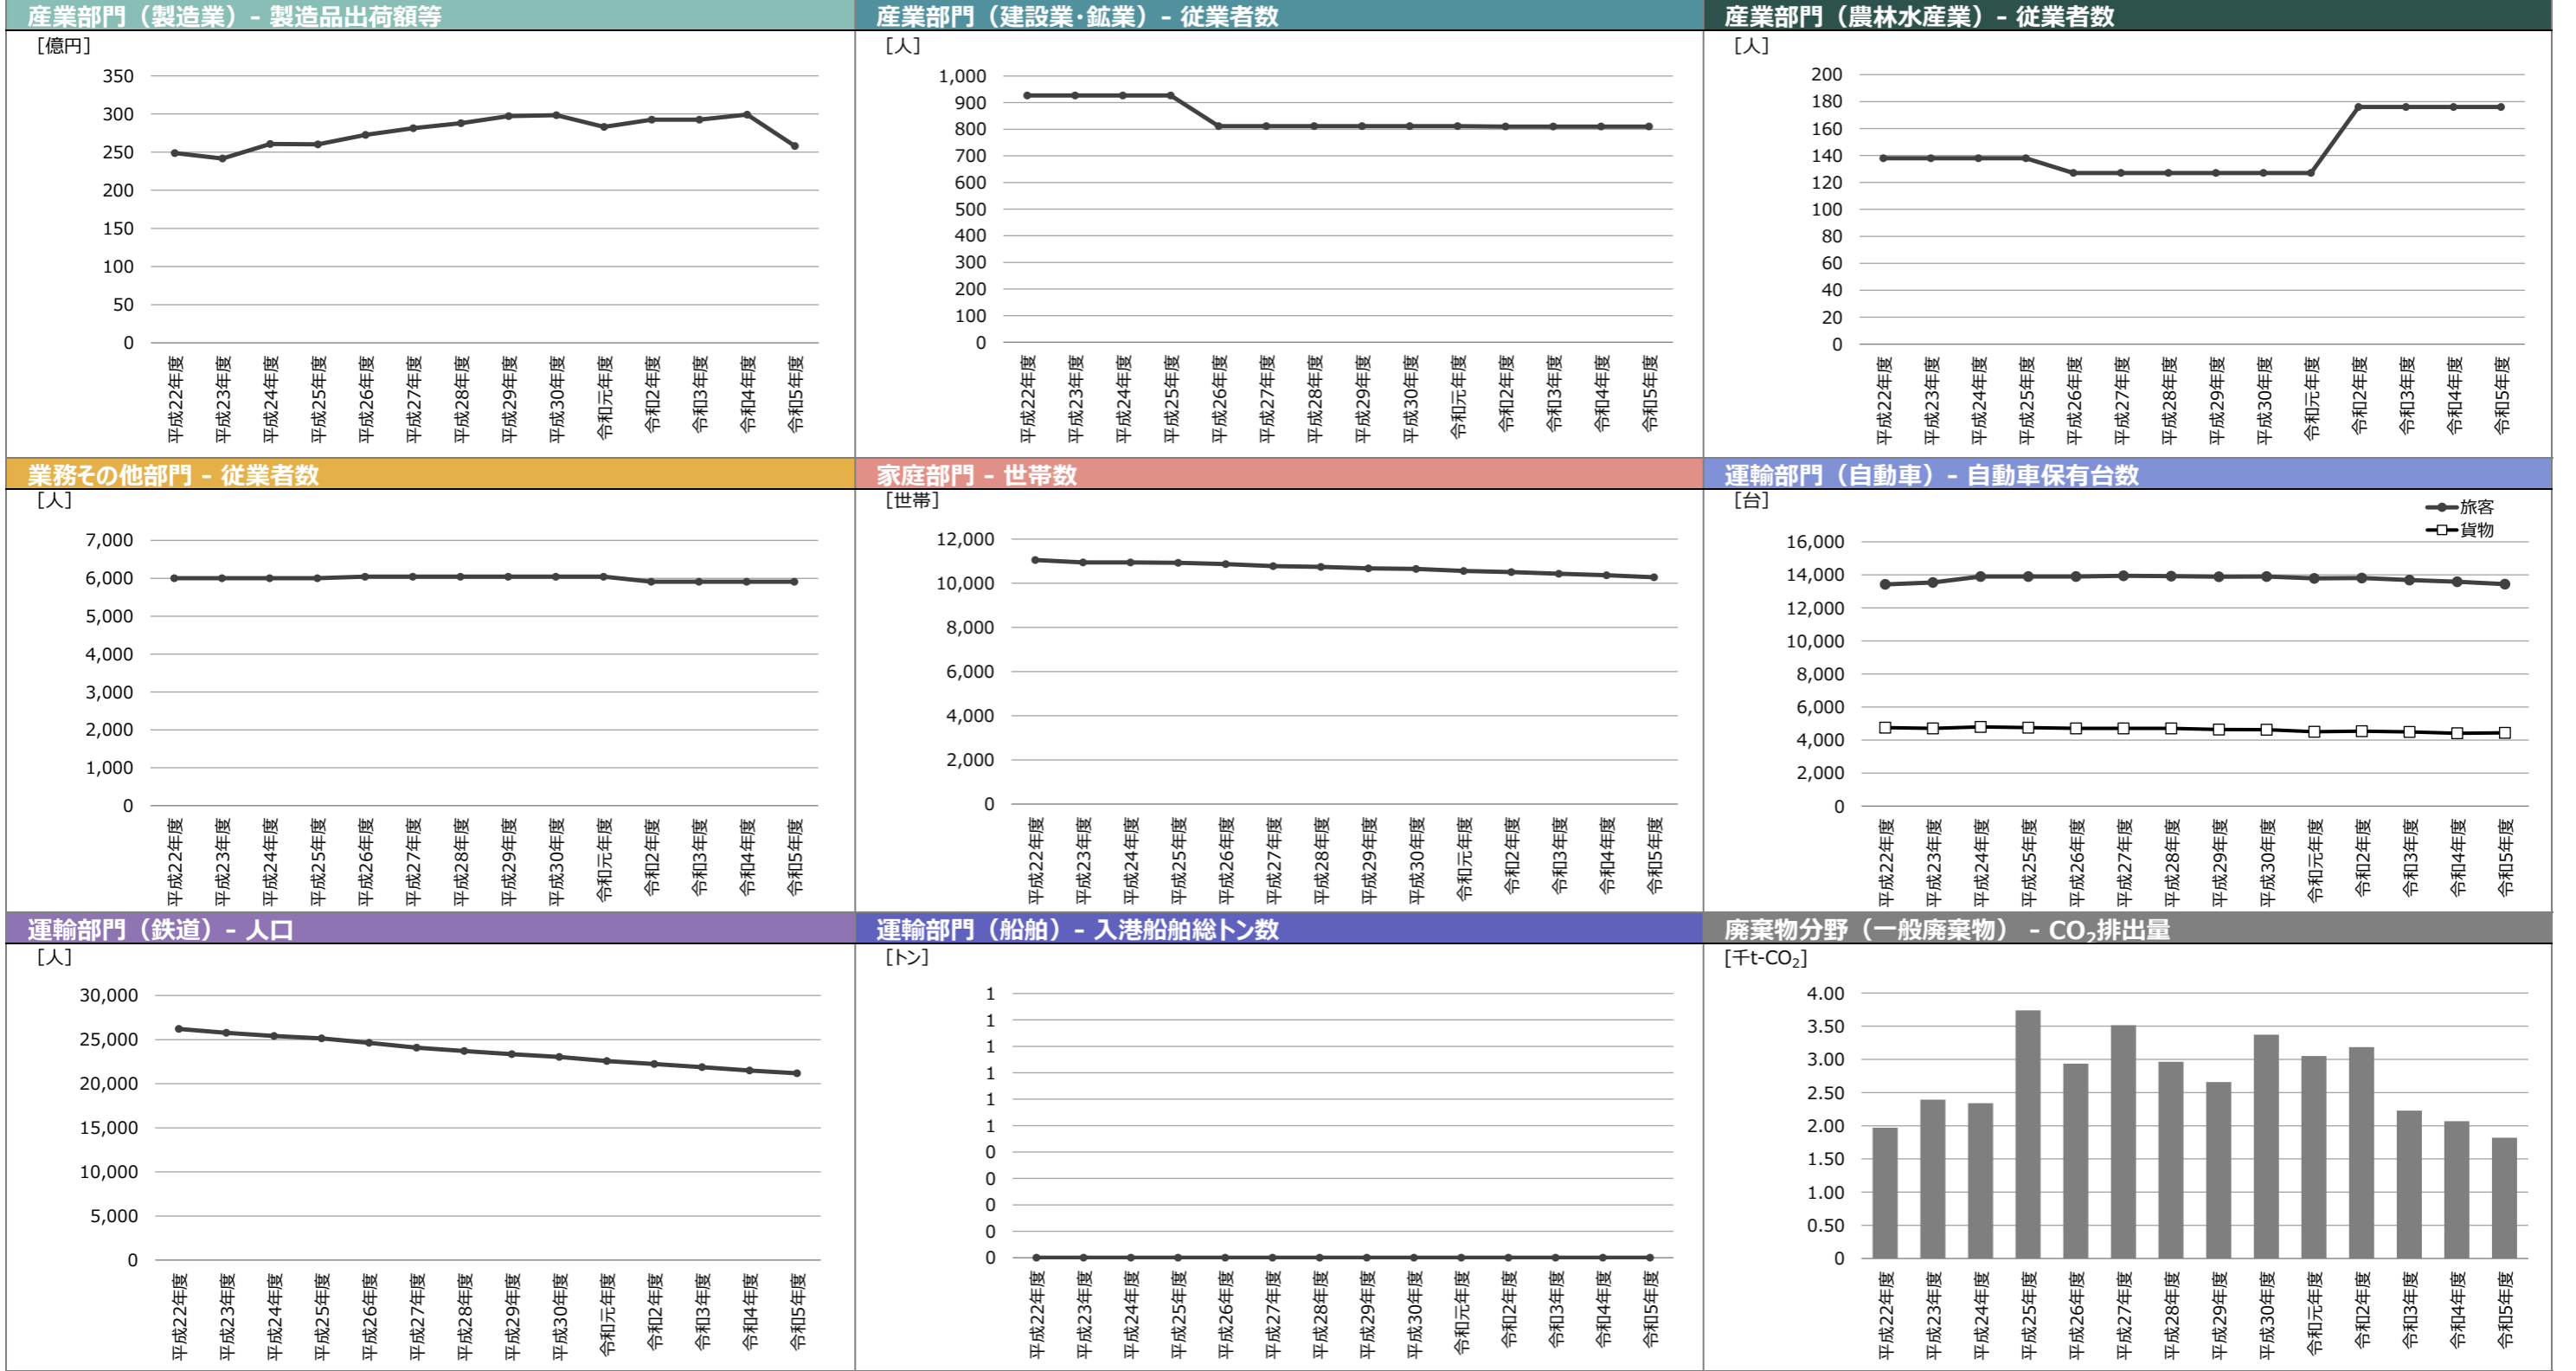 産業部門（製造業）- 製造品出荷額等
[億円]
350
300
250
200
150
100
50
0
平成22年度
平成23年度
平成24年度
平成25年度
平成26年度
平成27年度
平成28年度
平成29年度
平成30年度
令和元年度
令和2年度
令和3年度
令和4年度
令和5年度
産業部門（建設業・鉱業）- 従業者数
[人]
1,000
900
800
700
600
500
400
300
200
100
0
平成22年度
平成23年度
平成24年度
平成25年度
平成26年度
平成27年度
平成28年度
平成29年度
平成30年度
令和元年度
令和2年度
令和3年度
令和4年度
令和5年度
産業部門（農林水産業）- 従業者数
[人]
200
180
160
140
120
100
80
60
40
20
0
平成22年度
平成23年度
平成24年度
平成25年度
平成26年度
平成27年度
平成28年度
平成29年度
平成30年度
令和元年度
令和2年度
令和3年度
令和4年度
令和5年度
業務その他部門 - 従業者数
[人]
7,000
6,000
5,000
4,000
3,000
2,000
1,000
0
平成22年度
平成23年度
平成24年度
平成25年度
平成26年度
平成27年度
平成28年度
平成29年度
平成30年度
令和元年度
令和2年度
令和3年度
令和4年度
令和5年度
家庭部門 - 世帯数
[世帯]
12,000
10,000
8,000
6,000
4,000
2,000
0
平成22年度
平成23年度
平成24年度
平成25年度
平成26年度
平成27年度
平成28年度
平成29年度
平成30年度
令和元年度
令和2年度
令和3年度
令和4年度
令和5年度
運輸部門（自動車）- 自動車保有台数
[台]
旅客
貨物
16,000
14,000
12,000
10,000
8,000
6,000
4,000
2,000
0
平成22年度
平成23年度
平成24年度
平成25年度
平成26年度
平成27年度
平成28年度
平成29年度
平成30年度
令和元年度
令和2年度
令和3年度
令和4年度
令和5年度
運輸部門（鉄道）- 人口
[人]
30,000
25,000
20,000
15,000
10,000
5,000
0
平成22年度
平成23年度
平成24年度
平成25年度
平成26年度
平成27年度
平成28年度
平成29年度
平成30年度
令和元年度
令和2年度
令和3年度
令和4年度
令和5年度
運輸部門（船舶）- 入港船舶総トン数
[トン]
1
1
1
1
1
1
0
0
0
0
0
平成22年度
平成23年度
平成24年度
平成25年度
平成26年度
平成27年度
平成28年度
平成29年度
平成30年度
令和元年度
令和2年度
令和3年度
令和4年度
令和5年度
廃棄物分野（一般廃棄物） - CO₂排出量
[千t-CO₂]
4.00
3.50
3.00
2.50
2.00
1.50
1.00
0.50
0
平成22年度
平成23年度
平成24年度
平成25年度
平成26年度
平成27年度
平成28年度
平成29年度
平成30年度
令和元年度
令和2年度
令和3年度
令和4年度
令和5年度